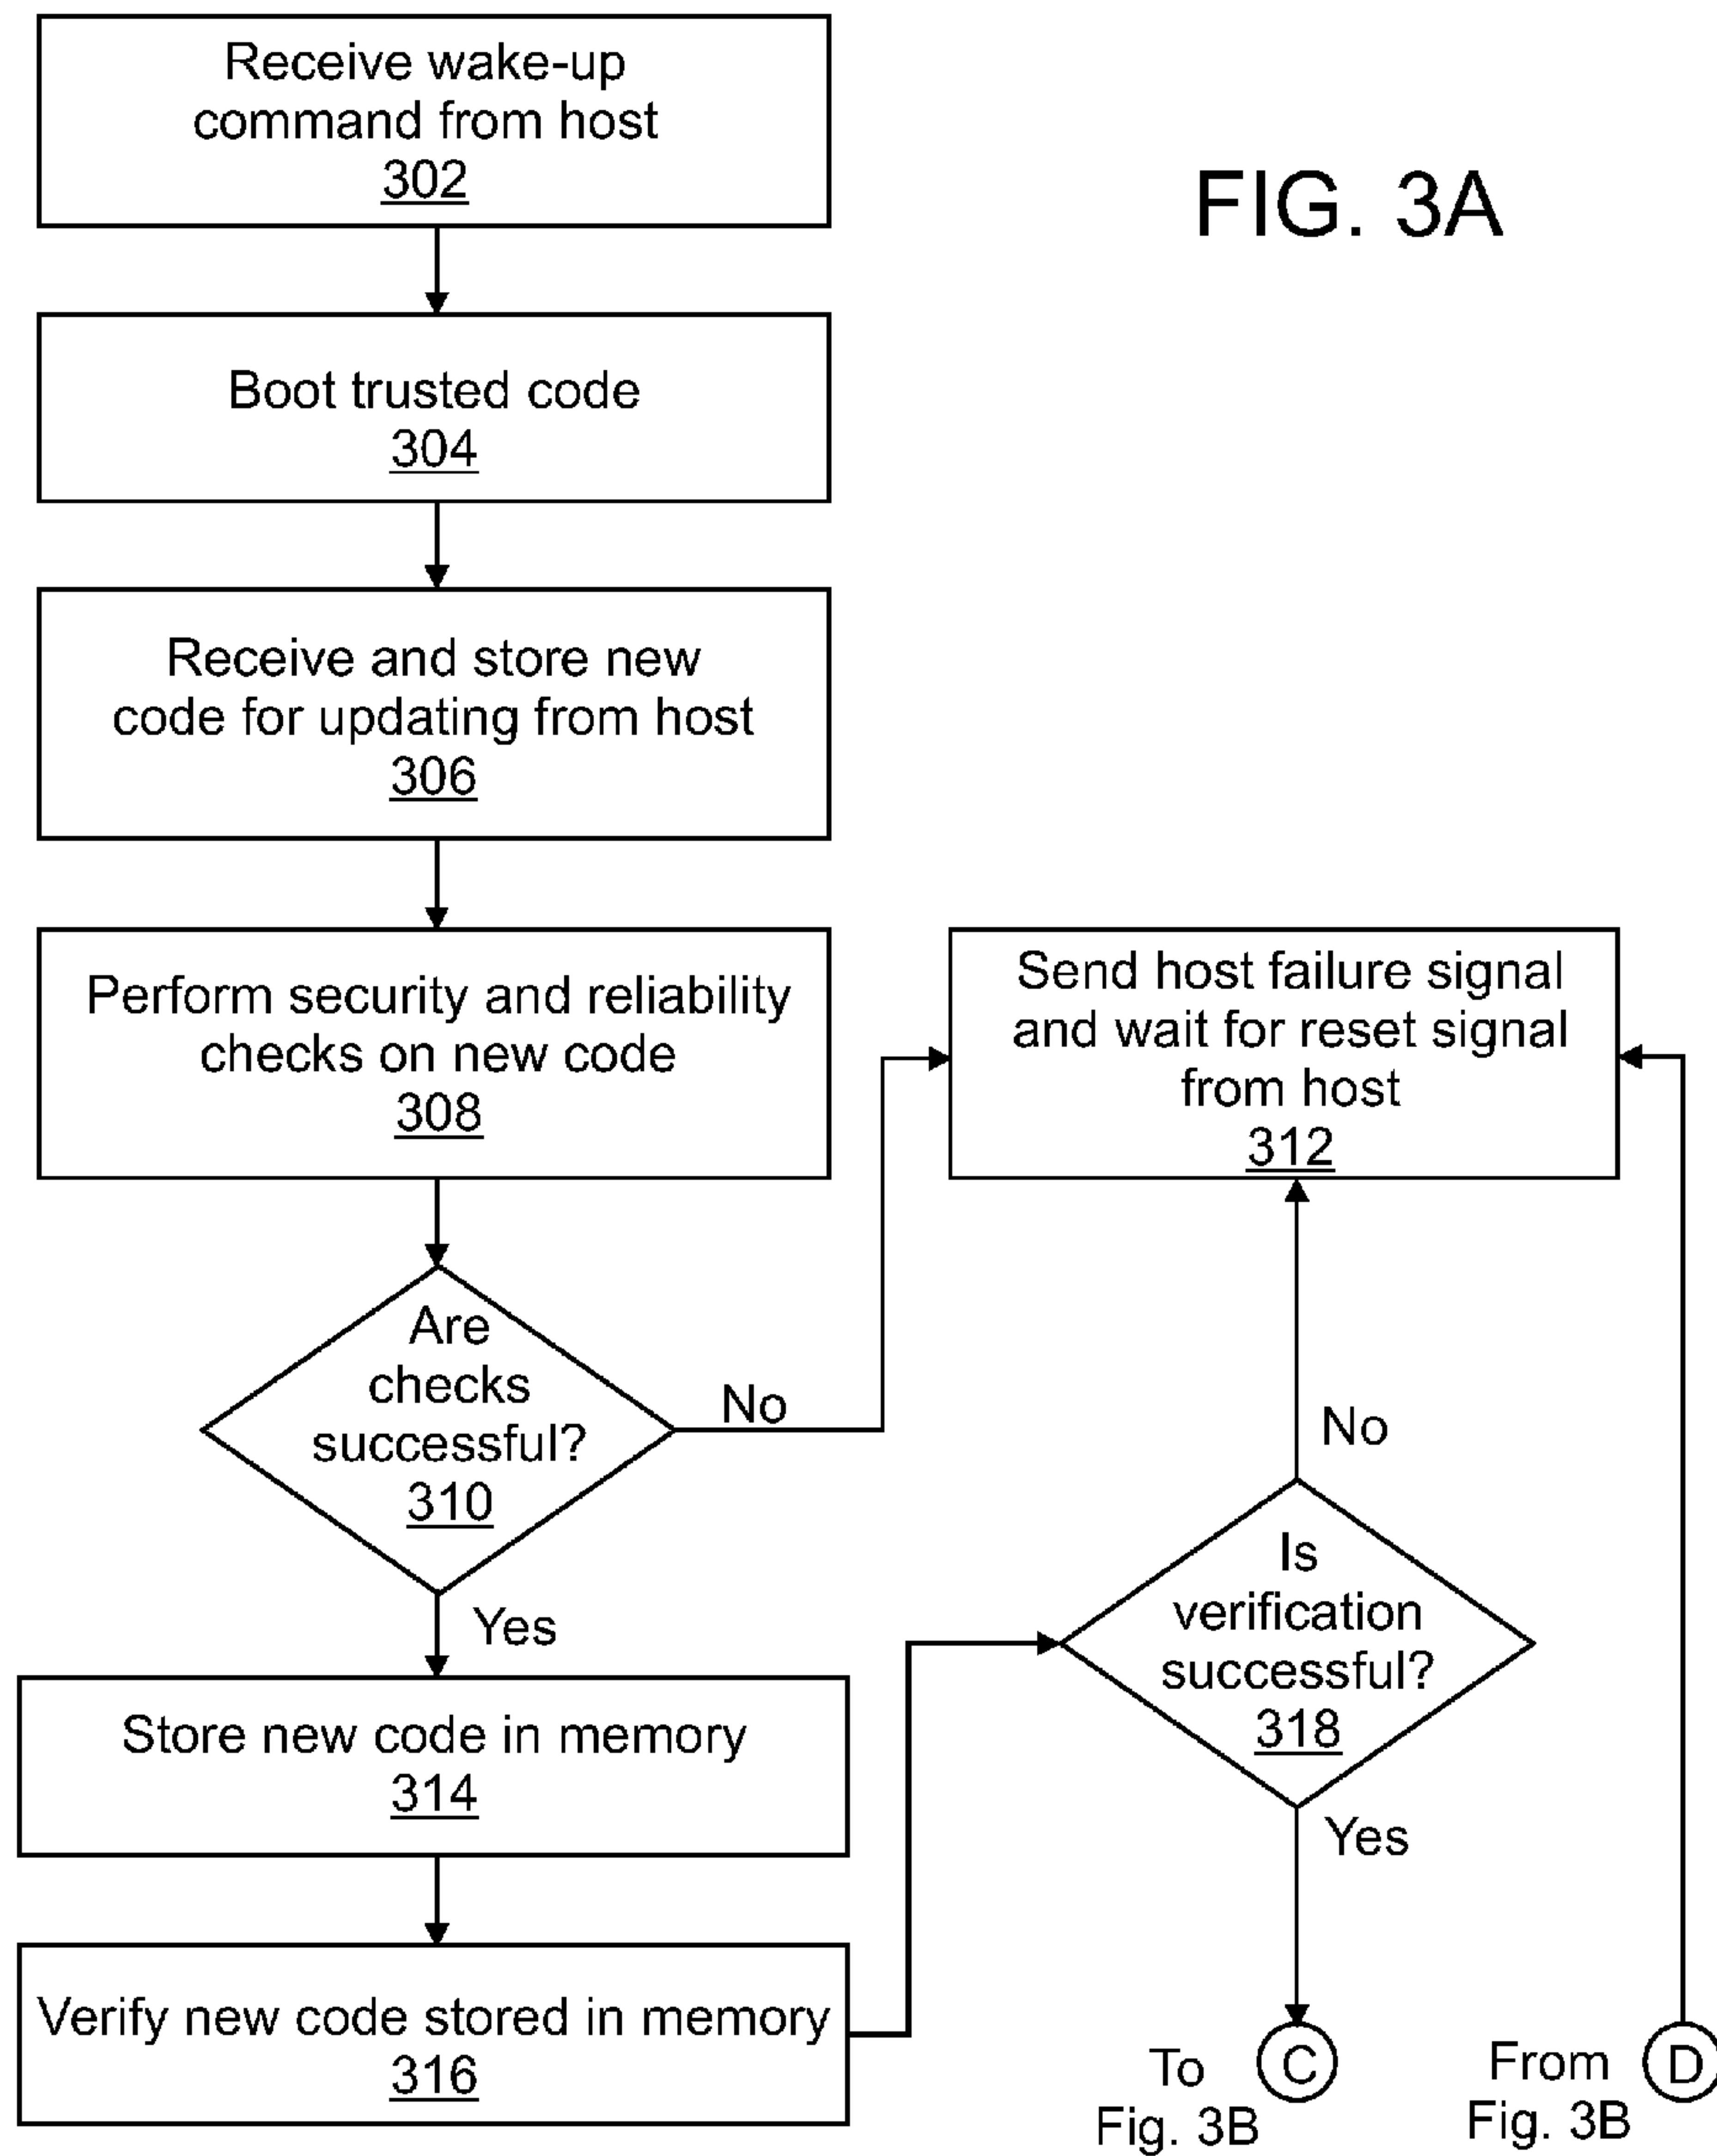 Receive wake-up
command from host
302
FIG. 3A
Boot trusted code
304
Receive and store new
code for updating from host
306
Perform security and reliability
checks on new code
308
Send host failure signal
and wait for reset signal
from host
312
Are
checks
successful?
310
No
Yes
Store new code in memory
314
Verify new code stored in memory
316
No
Is
verification
successful?
318
Yes
To
Fig. 3B
C
From
Fig. 3B
D